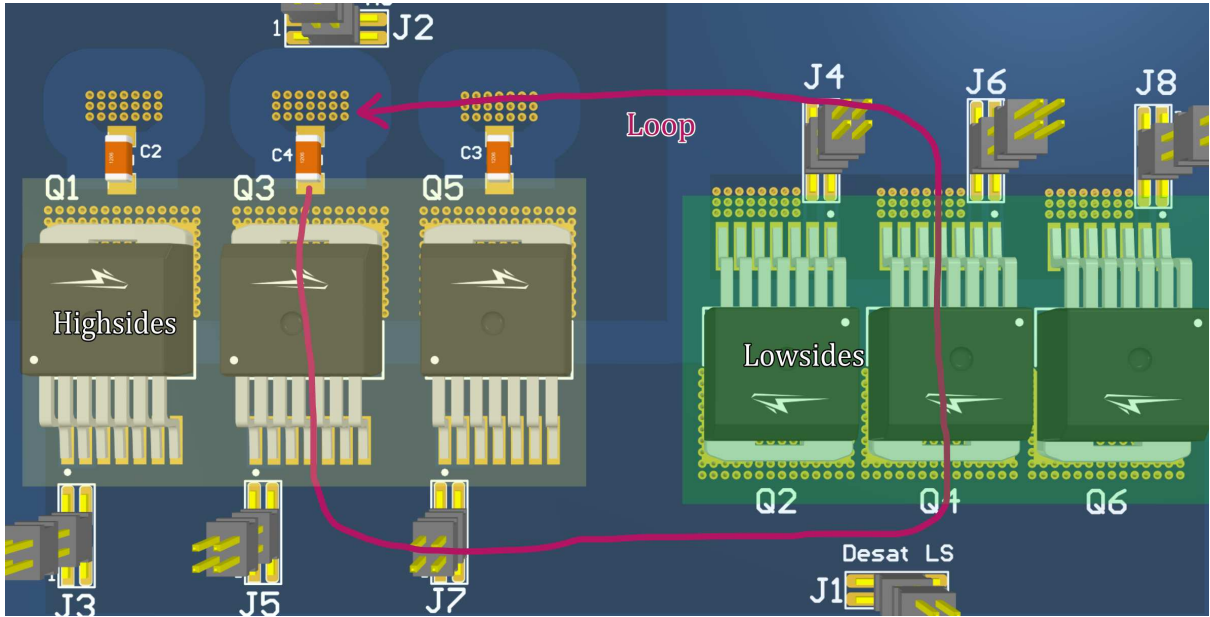 1
J2
J4
J6
J8
Loop
C2
C4
C3
Q1
Q3
Q5
Highsides
Lowsides
Q2
Q4
Q6
Desat LS
J1
J3
J5
J7